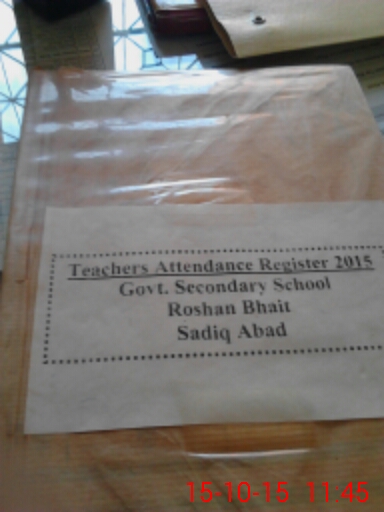 Teachers Attendance Register 2015
Govt. Secondary School
Roshan Bhait
Sadiq Abad
15-10-15 11:45